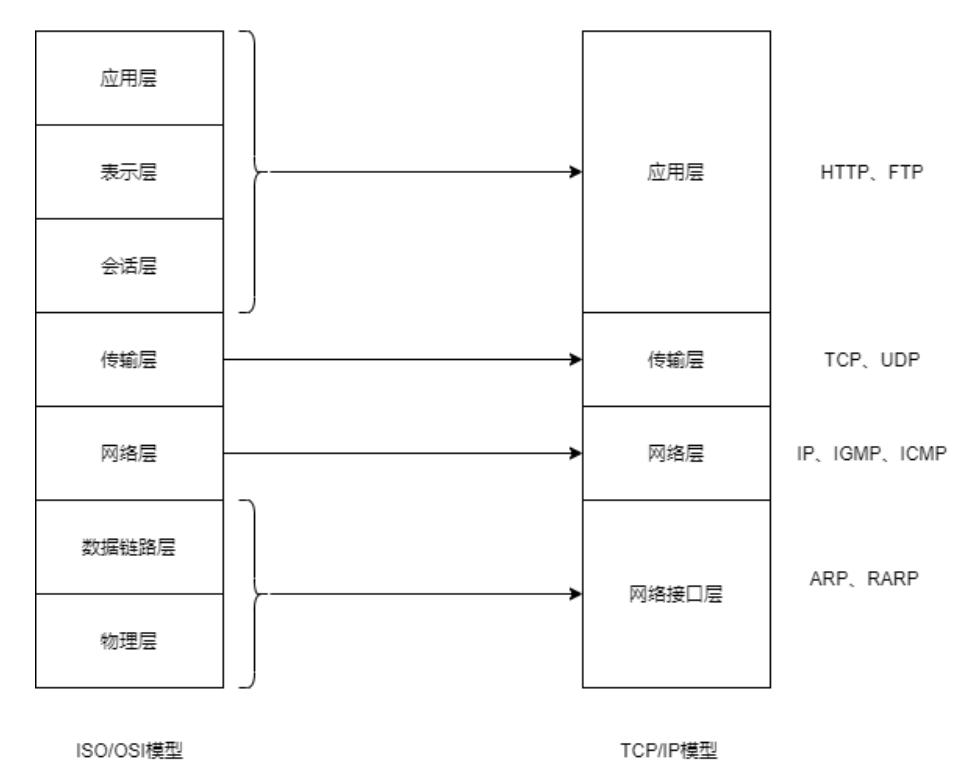 应用层
表示层
应用层
HTTP、FTP
会话层
传输层
传输层
TCP、UDP
网络层
网络层
IP、IGMP、ICMP
数据链路层
ARP、RARP
网络接口层
物理层
ISO/OSI模型
TCP/IP模型